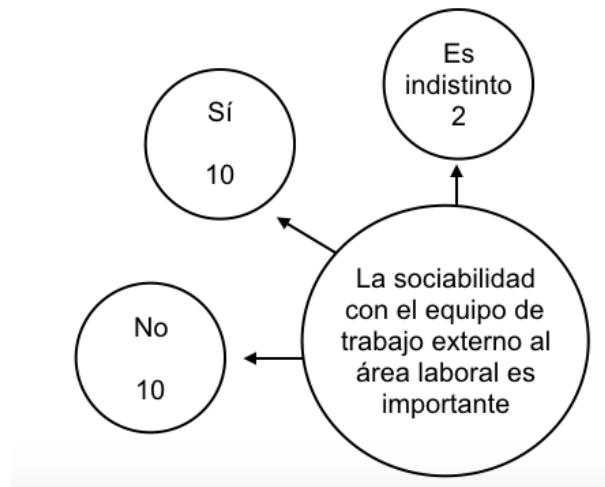 Es
indistinto
2
Sí
10
La sociabilidad
con el equipo de
trabajo externo al
área laboral es
importante
No
10